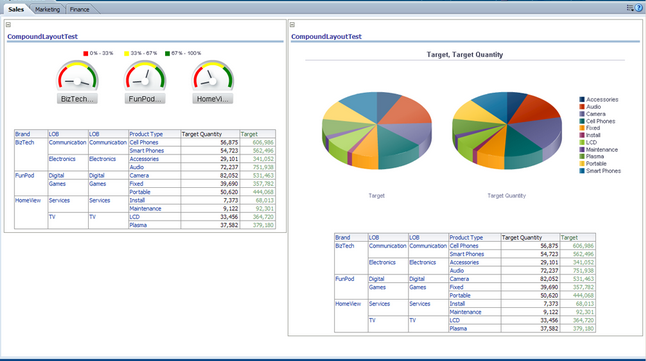 Sales Marketing Finance
CompoundLayoutTest
0% - 33% 33% - 67% 67% - 100%
BizTech... FunPod... HomeVi...
Brand LOB LOB Product Type Target Quantity Target
BizTech Communication Communication Cell Phones 56,875 606,986
Smart Phones 54,723 562,496
Electronics Electronics Accessories 29,101 341,052
Audio 72,237 751,938
FunPod Digital Digital Camera 82,052 531,463
Games Games Fixed 39,690 357,782
Portable 50,620 444,068
HomeView Services Services Install 7,373 68,013
Maintenance 9,122 92,301
TV TV LCD 33,456 364,720
Plasma 37,582 379,180
CompoundLayoutTest
Target, Target Quantity
Accessories
Audio
Camera
Cell Phones
Fixed
Install
LCD
Maintenance
Plasma
Portable
Smart Phones
Target Target Quantity
Brand LOB LOB Product Type Target Quantity Target
BizTech Communication Communication Cell Phones 56,875 606,986
Smart Phones 54,723 562,496
Electronics Electronics Accessories 29,101 341,052
Audio 72,237 751,938
FunPod Digital Digital Camera 82,052 531,463
Games Games Fixed 39,690 357,782
Portable 50,620 444,068
HomeView Services Services Install 7,373 68,013
Maintenance 9,122 92,301
TV TV LCD 33,456 364,720
Plasma 37,582 379,180